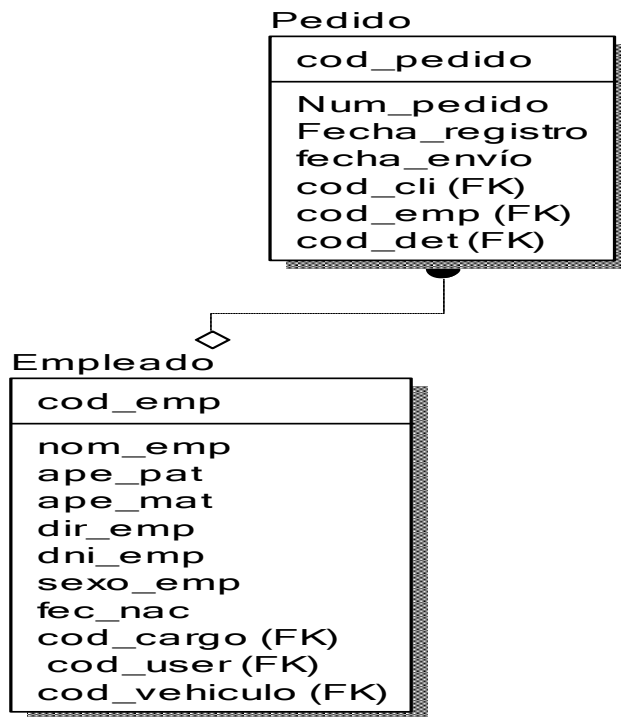 Pedido
cod_pedido
Num_pedido
Fecha_registro
fecha_envío
cod_cli (FK)
cod_emp (FK)
cod_det (FK)
Empleado
cod_emp
nom_emp
ape_pat
ape_mat
dir_emp
dni_emp
sexo_emp
fec_nac
cod_cargo (FK)
cod_user (FK)
cod_vehiculo (FK)